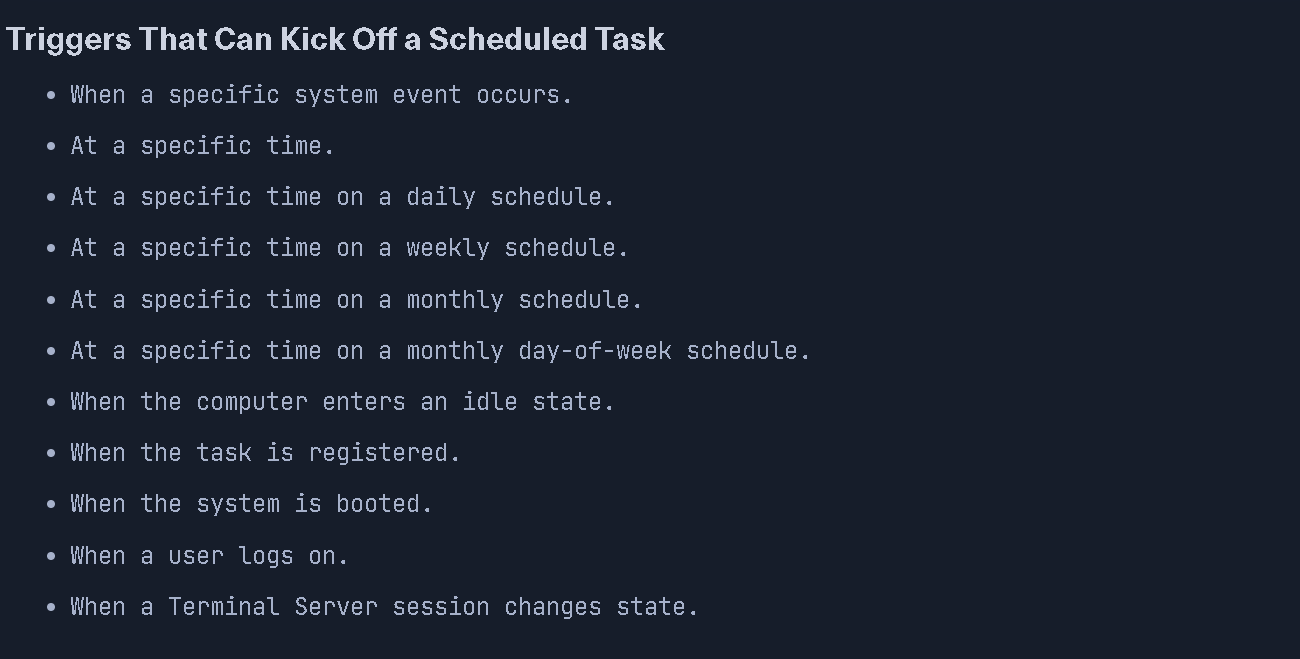 Triggers That Can Kick Off a Scheduled Task
• When a specific system event occurs.
• At a specific time.
• At a specific time on a daily schedule.
• At a specific time on a weekly schedule.
• At a specific time on a monthly schedule.
• At a specific time on a monthly day-of-week schedule.
• When the computer enters an idle state.
• When the task is registered.
• When the system is booted.
• When a user logs on.
• When a Terminal Server session changes state.